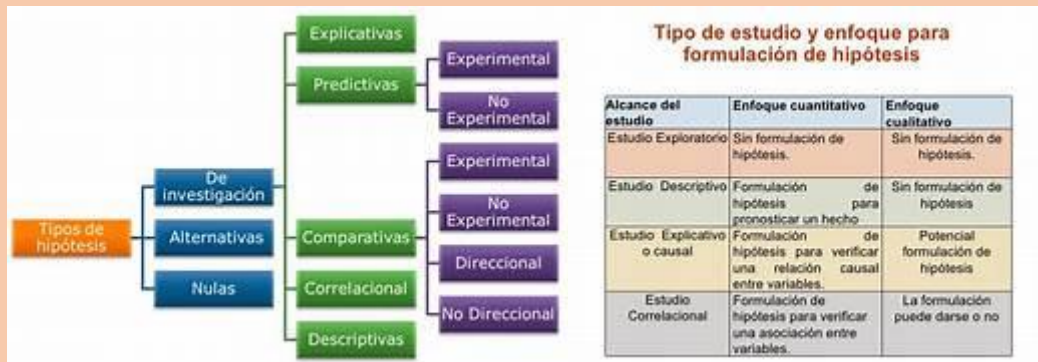 Explicativas
Predictivas
Experimental
No
Experimental
De
investigación
Experimental
No
Experimental
Tipos de
hipótesis
Alternativas
Comparativas
Direccional
Nulas
Correlacional
No Direccional
Descriptivas
Tipo de estudio y enfoque para
formulación de hipótesis
Alcance del
estudio
Enfoque cuantitativo
Enfoque
cualitativo
Estudio Exploratorio
Sin formulación de
hipótesis.
Sin formulación de
hipótesis.
Estudio Descriptivo
Formulación de
hipótesis para
pronosticar un hecho
Sin formulación de
hipótesis
Estudio Explicativo
o causal
Formulación de
hipótesis para verificar
una relación causal
entre variables.
Potencial
formulación de
hipótesis
Estudio
Correlacional
Formulación de
hipótesis para verificar
una asociación entre
variables.
La formulación
puede darse o no